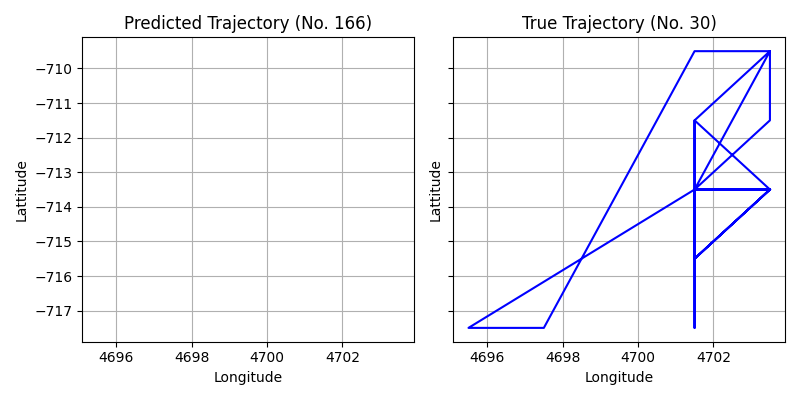 Predicted Trajectory (No. 166)
Lattitude
−710
−711
−712
−713
−714
−715
−716
−717
4696 4698 4700 4702
Longitude
True Trajectory (No. 30)
Lattitude
4696 4698 4700 4702
Longitude